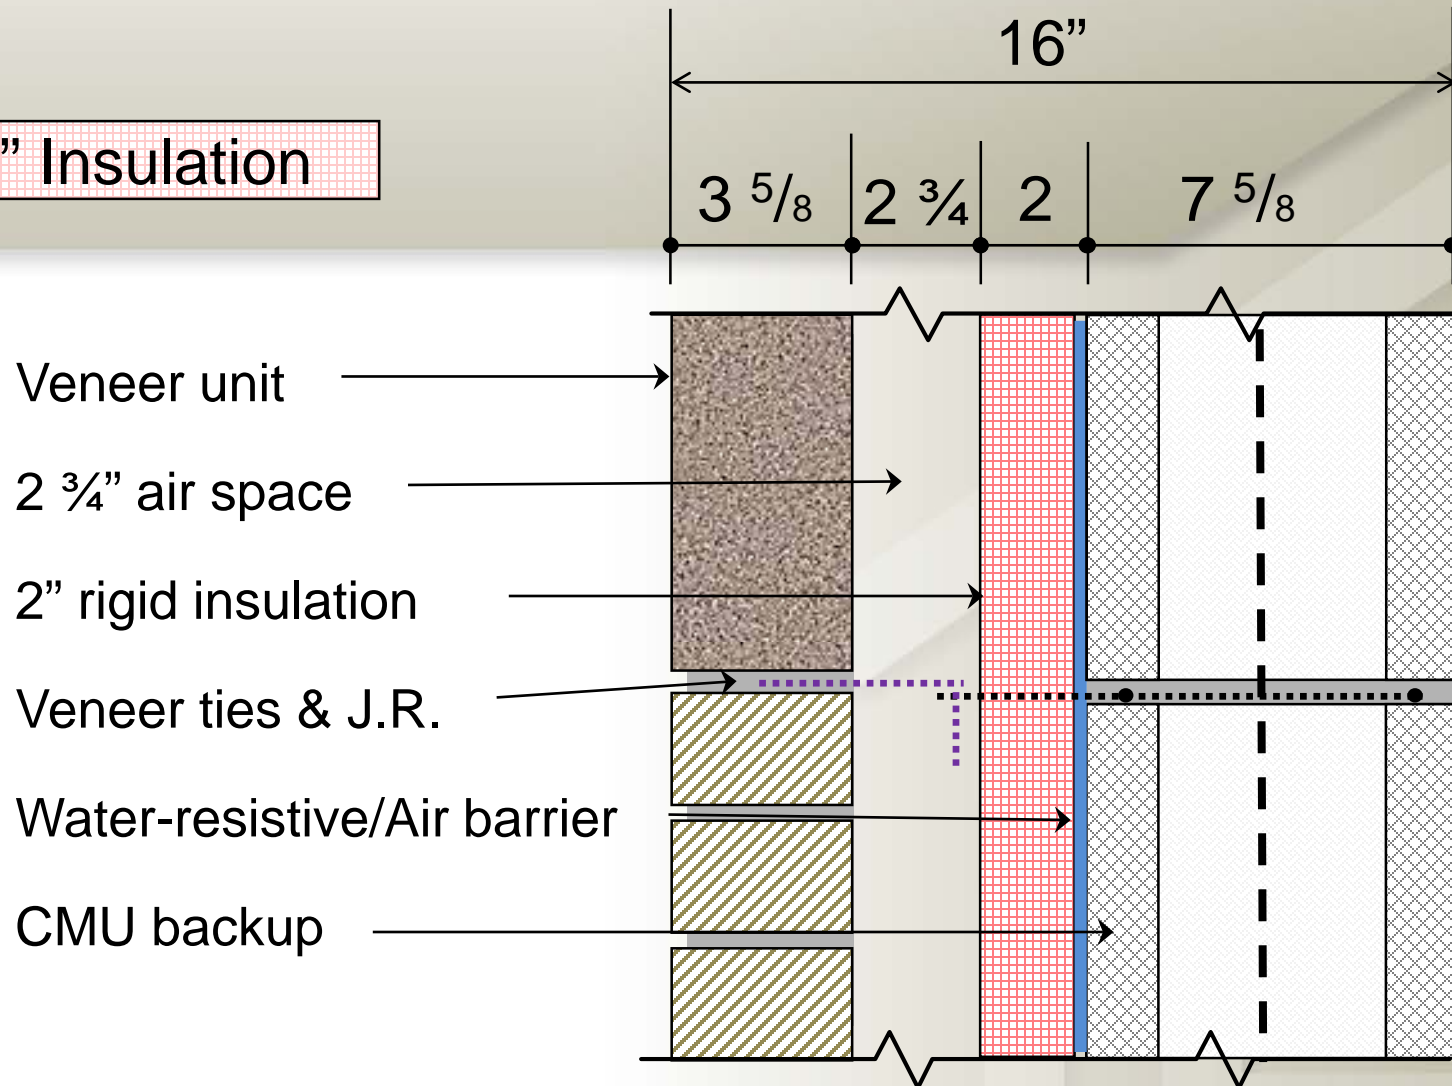 16”
” Insulation
3 5/8 2 ¾ 2 7 5/8
Veneer unit
2 ¾” air space
2” rigid insulation
Veneer ties & J.R.
Water-resistive/Air barrier
CMU backup